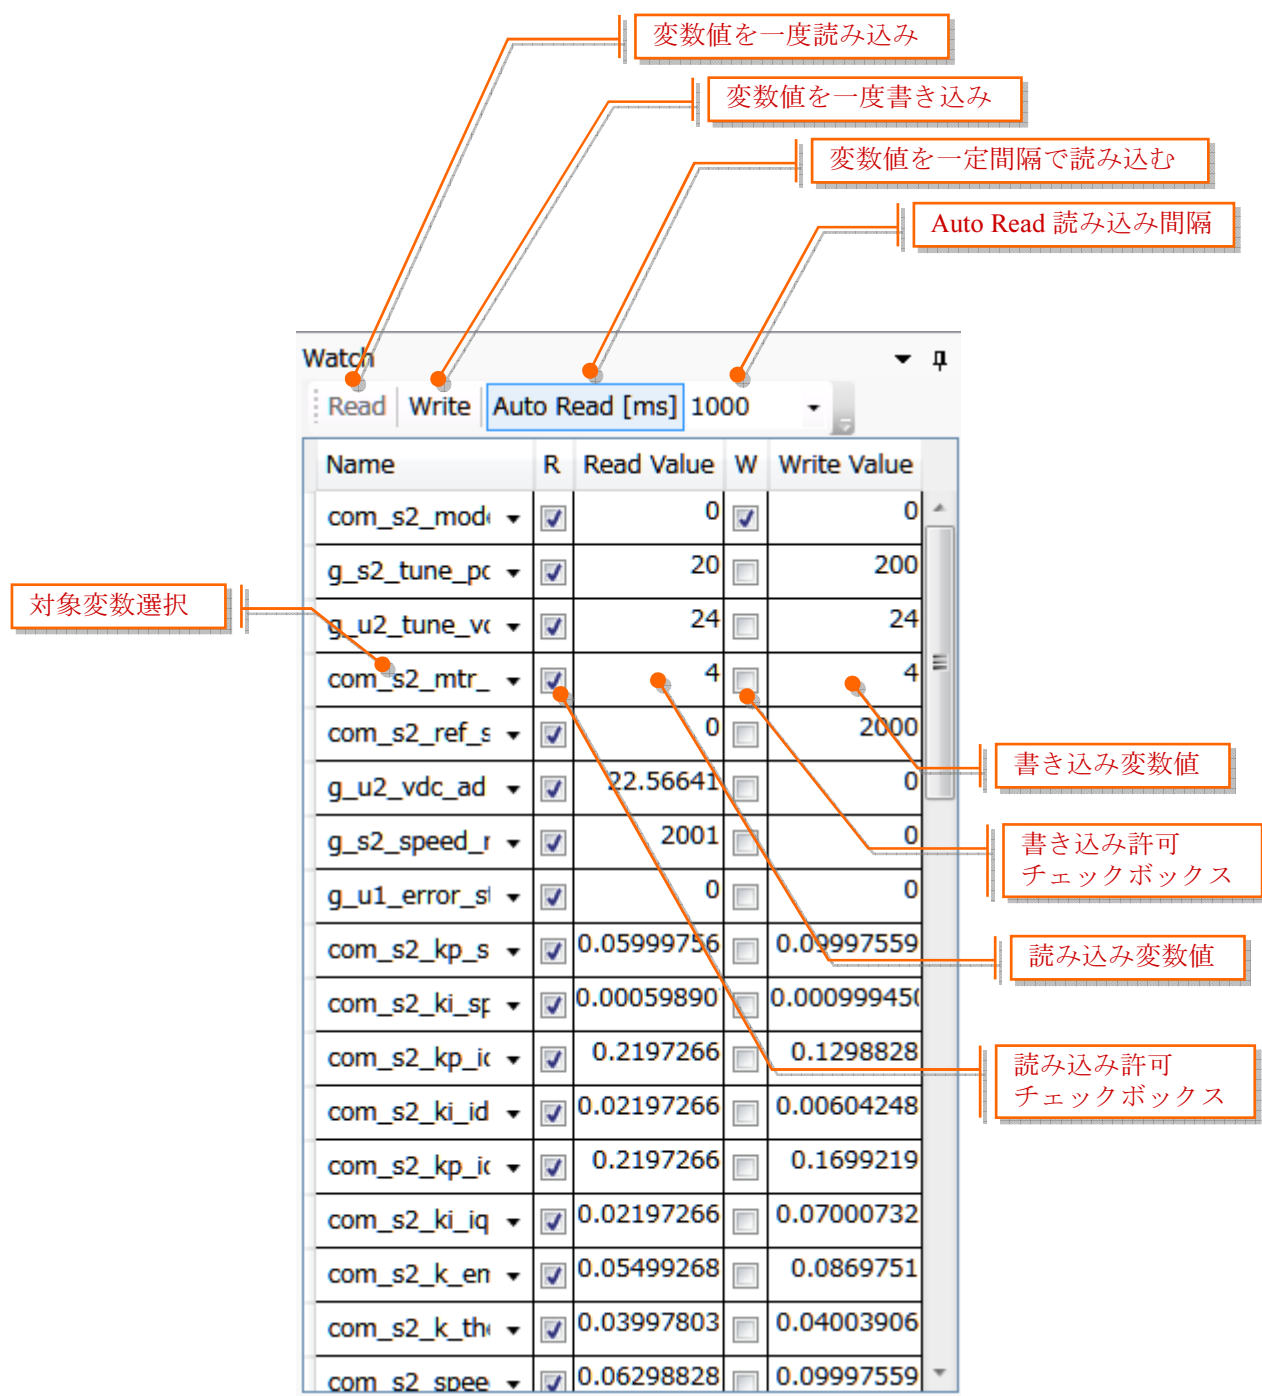 変数値を一度読み込み
変数値を一度書き込み
変数値を一定間隔で読み込む
Auto Read 読み込み間隔
Watch
Read Write Auto Read [ms] 1000
Name R Read Value W Write Value
com_s2_mod 0 0
g_s2_tune_po 20 200
対象変数選択
g_u2_tune_v 24 24
com_s2_mtr_ 4 4
com_s2_ref_s 0 2000
書き込み変数値
g_u2_vdc_ad 22.56641 0
g_s2_speed_r 2001 0
書き込み許可
チェックボックス
g_u1_error_st 0 0
com_s2_kp_s 0.05999756 0.09997559
読み込み変数値
com_s2_ki_sp 0.00059890 0.00099945
com_s2_kp_i 0.2197266 0.1298828
読み込み許可
チェックボックス
com_s2_ki_id 0.02197266 0.00604248
com_s2_kp_i 0.2197266 0.1699219
com_s2_ki_iq 0.02197266 0.07000732
com_s2_k_en 0.05499268 0.0869751
com_s2_k_th 0.03997803 0.04003906
com_s2_spee 0.06298828 0.09997559